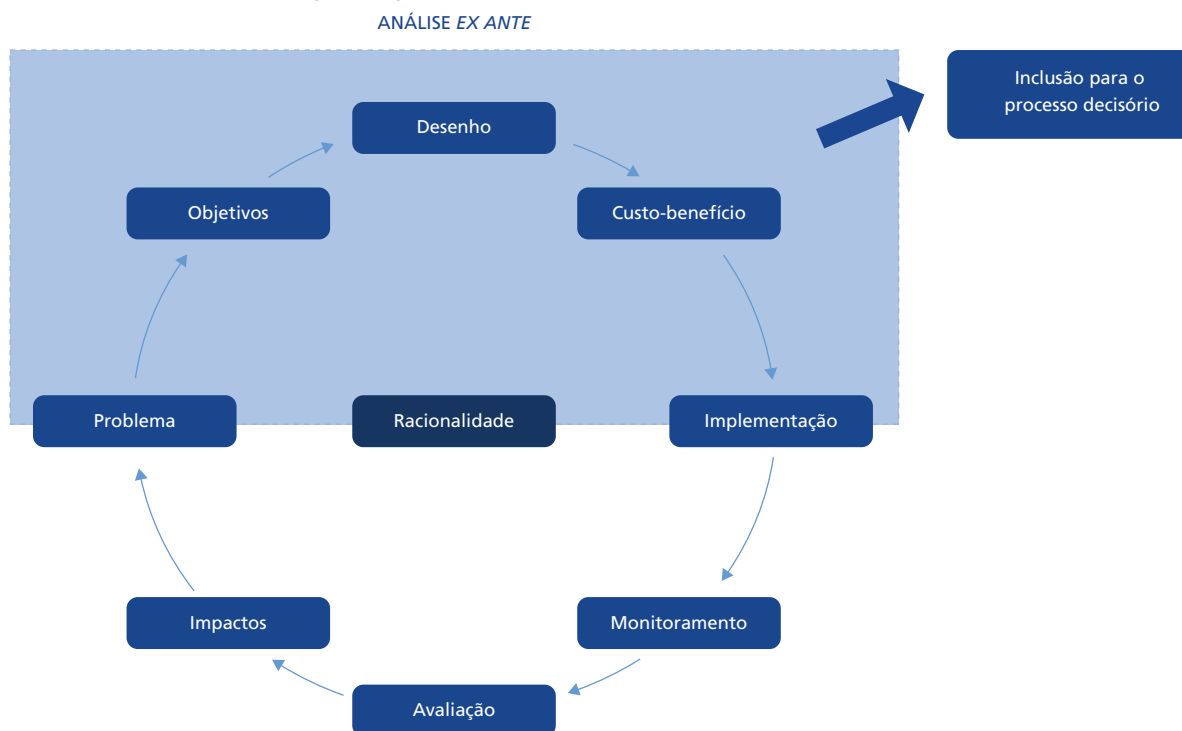 ANÁLISE EX ANTE
Inclusão para o
processo decisório
Desenho
Objetivos
Custo-benefício
Problema
Racionalidade
Implementação
Impactos
Monitoramento
Avaliação